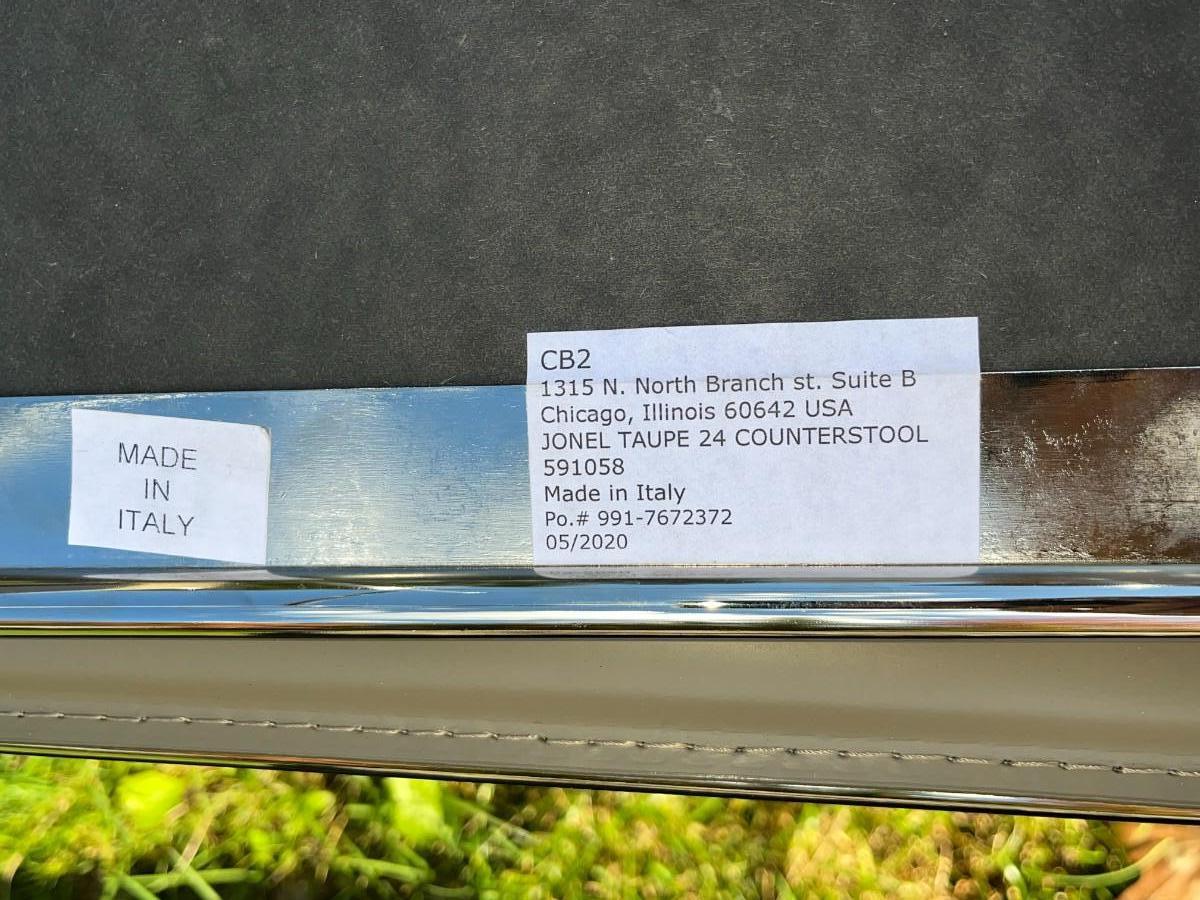 MADE
IN
ITALY
CB2
1315 N. North Branch st. Suite B
Chicago, Illinois 60642 USA
JONEL TAUPE 24 COUNTERSTOOL
591058
Made in Italy
Po.# 991-7672372
05/2020